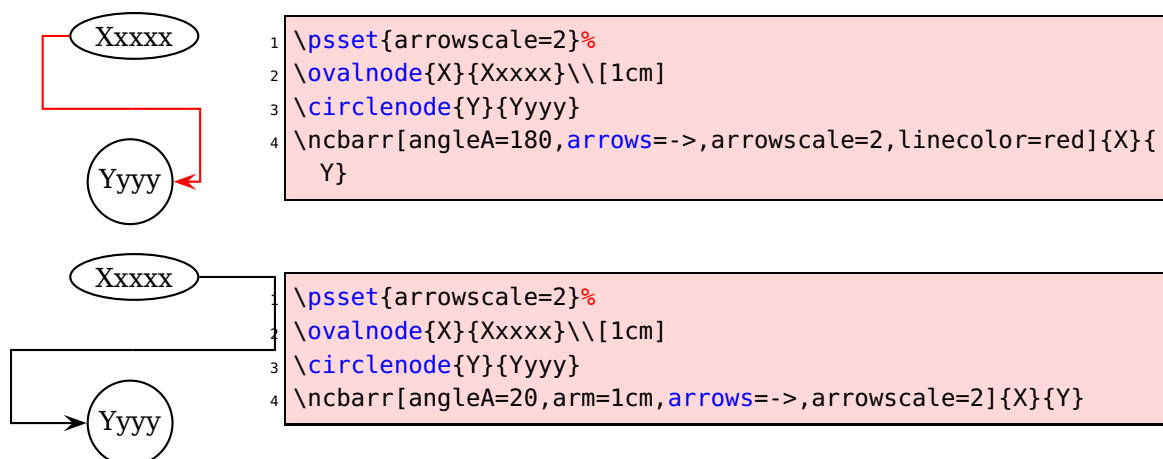 Xxxxx
Yyyy
1 \psset{arrowscale=2}%
2 \ovalnode{X}{Xxxxx}\\[1cm]
3 \circlenode{Y}{Yyyy}
4 \ncbarr[angleA=180,arrows=->,arrowscale=2,linecolor=red]{X}{
Y}
Xxxxx
Yyyy
1 \psset{arrowscale=2}%
2 \ovalnode{X}{Xxxxx}\\[1cm]
3 \circlenode{Y}{Yyyy}
4 \ncbarr[angleA=20,arm=1cm,arrows=->,arrowscale=2]{X}{Y}